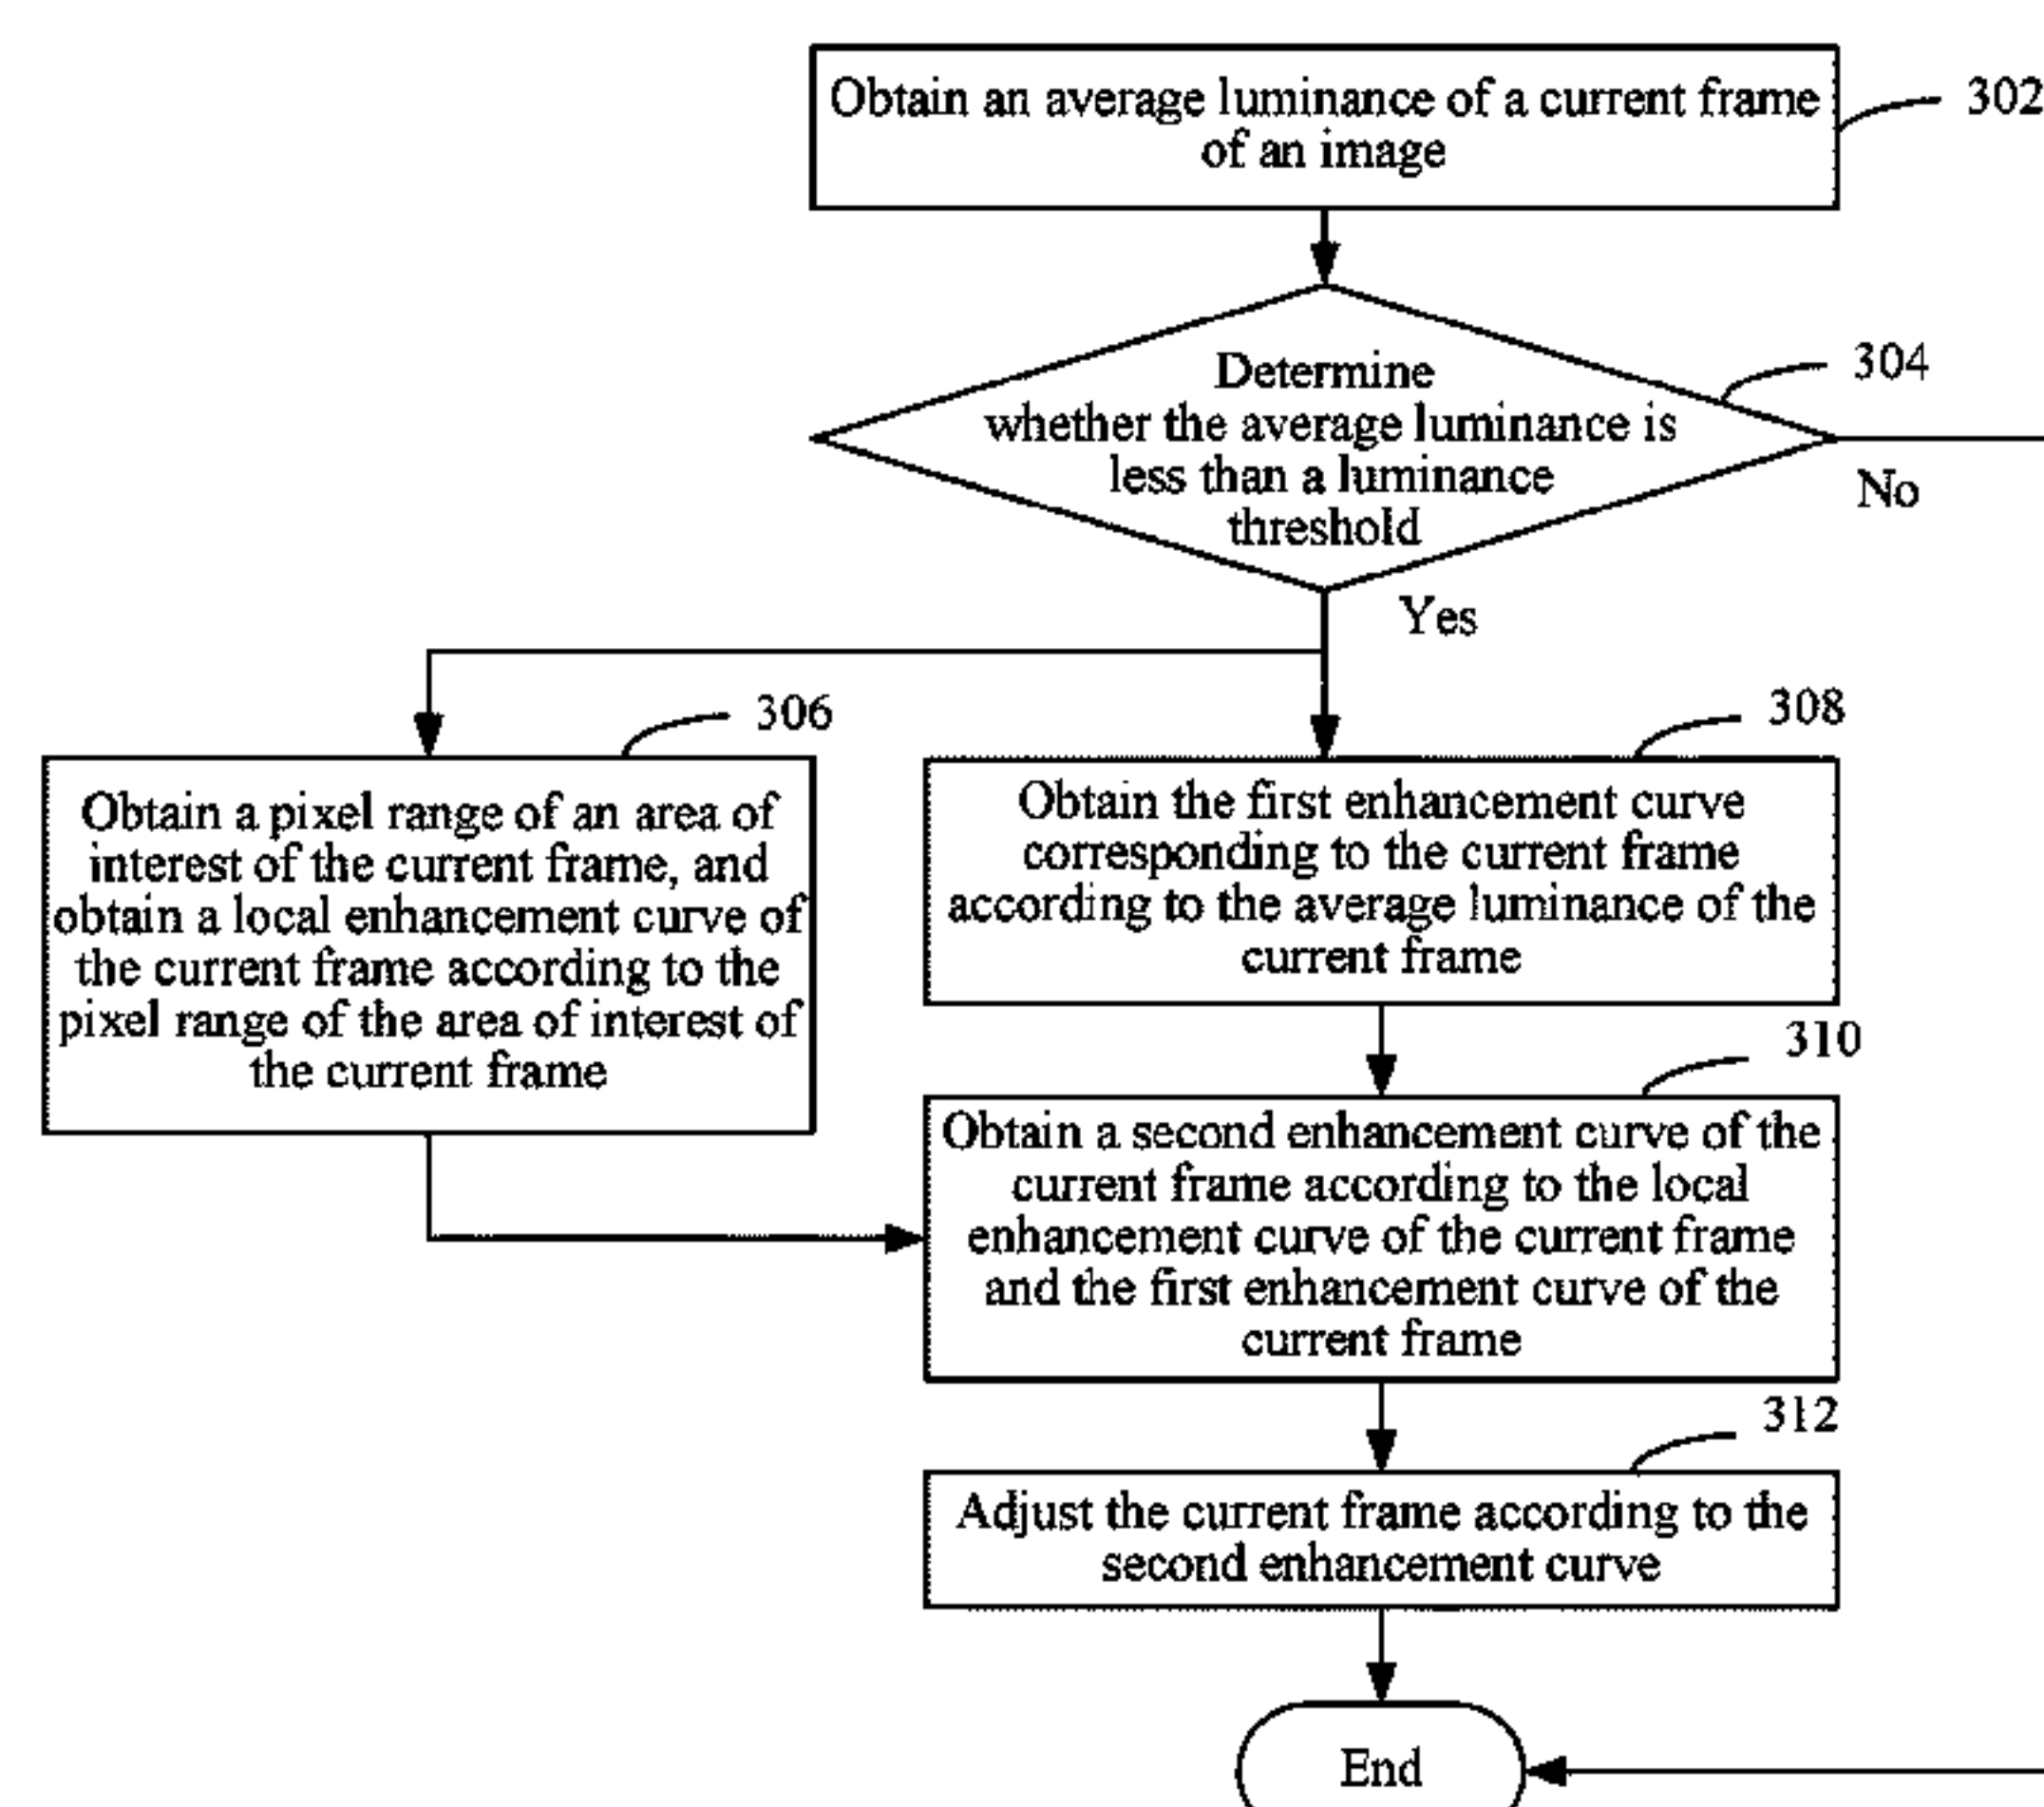 Obtain an average luminance of a current frame
of an image
302
Determine
whether the average luminance is
less than a luminance
threshold
304
No
Yes
306
Obtain a pixel range of an area of
interest of the current frame, and
obtain a local enhancement curve of
the current frame according to the
pixel range of the area of interest of
the current frame
308
Obtain the first enhancement curve
corresponding to the current frame
according to the average luminance of the
current frame
310
Obtain a second enhancement curve of the
current frame according to the local
enhancement curve of the current frame
and the first enhancement curve of the
current frame
312
Adjust the current frame according to the
second enhancement curve
End